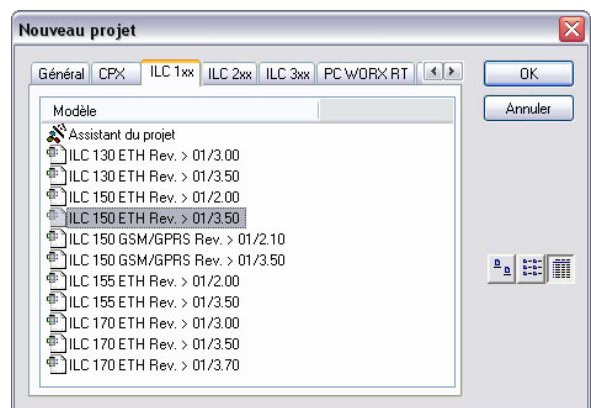 Nouveau projet
Général CPX ILC 1xx ILC 2xx ILC 3xx PC WORX RT
OK
Annuler
Modèle
Assistant du projet
ILC 130 ETH Rev. > 01/3.00
ILC 130 ETH Rev. > 01/3.50
ILC 150 ETH Rev. > 01/2.00
ILC 150 ETH Rev. > 01/3.50
ILC 150 GSM/GPRS Rev. > 01/2.10
ILC 150 GSM/GPRS Rev. > 01/3.50
ILC 155 ETH Rev. > 01/2.00
ILC 155 ETH Rev. > 01/3.50
ILC 170 ETH Rev. > 01/3.00
ILC 170 ETH Rev. > 01/3.50
ILC 170 ETH Rev. > 01/3.70